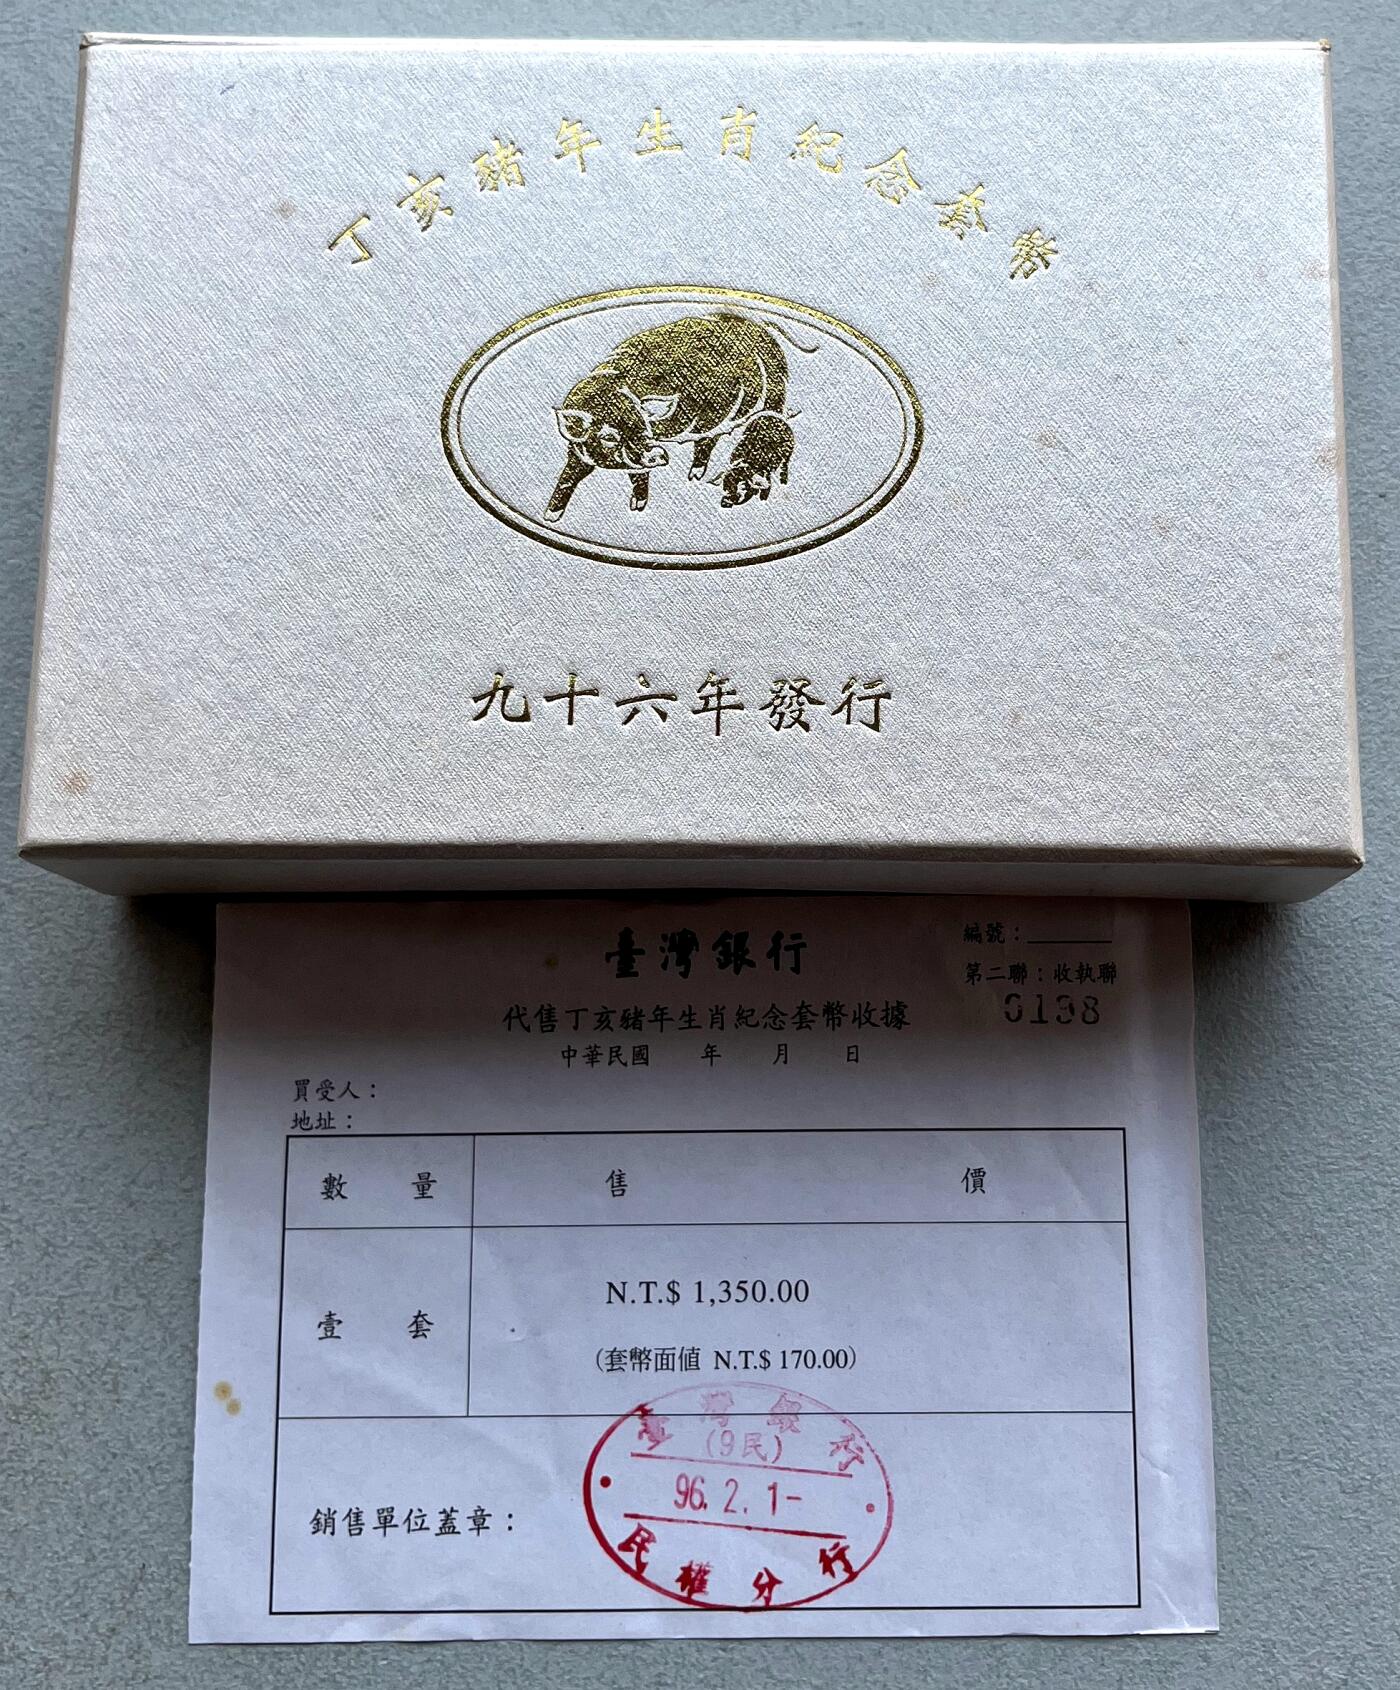 丁亥豬年生肖紀念套幣
九十六年發行
臺灣銀行
編號：
第二聯：收執聯
0198
代售丁亥豬年生肖紀念套幣收據
中華民國 年 月 日
買受人：
地址：
數量 售價
壹套 N.T.$ 1,350.00
(套幣面值 N.T.$ 170.00)
銷售單位蓋章：
臺灣銀行
(9民)
96. 2. 1-
民權分行